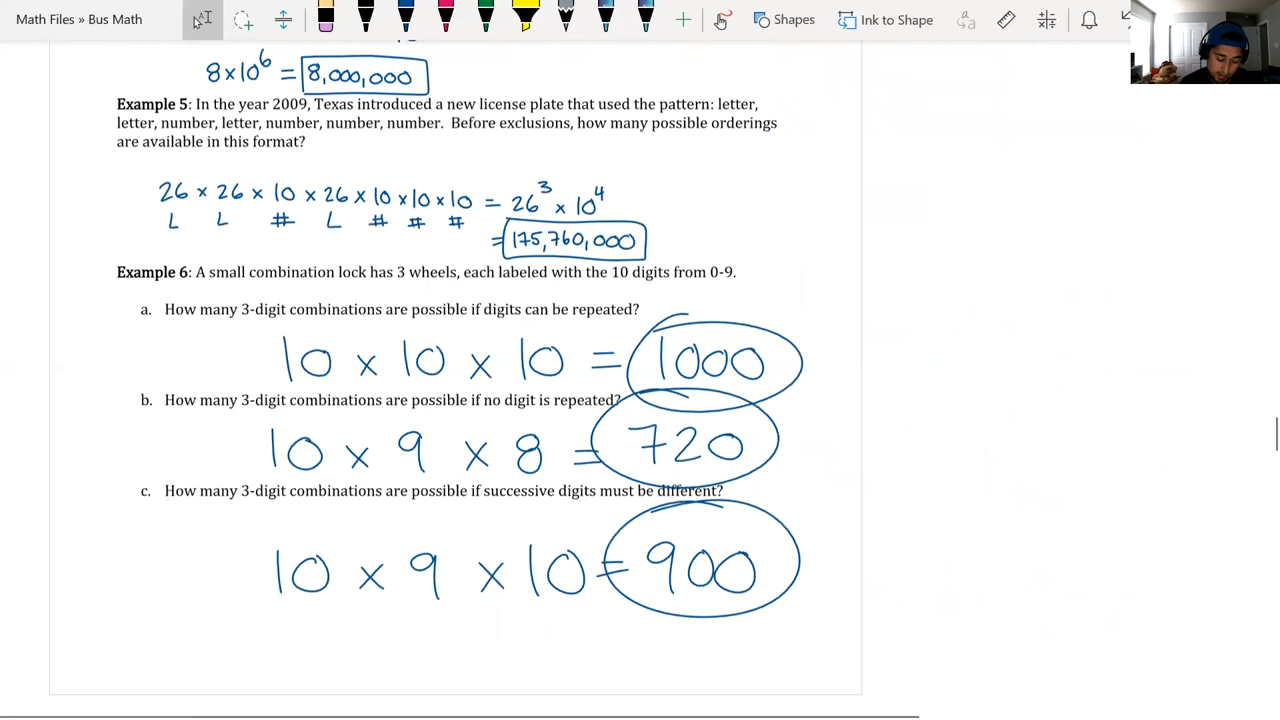 Math Files » Bus Math
Shapes
Ink to Shape
8×10⁶ = 8,000,000
Example 5: In the year 2009, Texas introduced a new license plate that used the pattern: letter,
letter, number, letter, number, number, number. Before exclusions, how many possible orderings
are available in this format?
26 × 26 × 10 × 26 × 10 × 10 × 10 = 26³ × 10⁴
L L # L # # #
= 175,760,000
Example 6: A small combination lock has 3 wheels, each labeled with the 10 digits from 0-9.
a. How many 3-digit combinations are possible if digits can be repeated?
10 × 10 × 10 = 1000
b. How many 3-digit combinations are possible if no digit is repeated?
10 × 9 × 8 = 720
c. How many 3-digit combinations are possible if successive digits must be different?
10 × 9 × 10 = 900